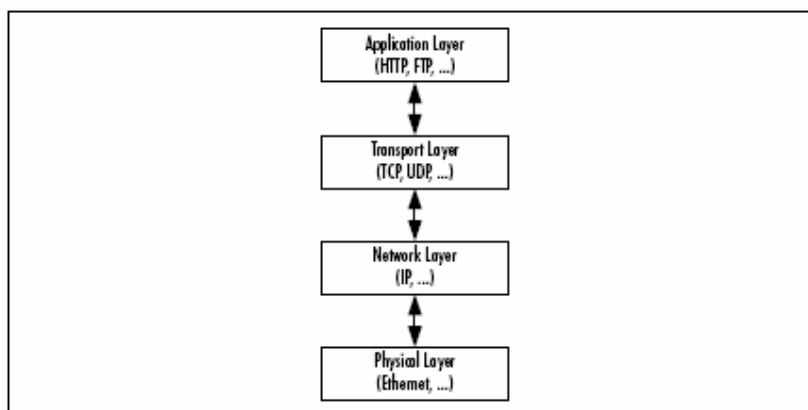 Application Layer
(HTTP, FTP, ...)
Transport Layer
(TCP, UDP, ...)
Network Layer
(IP, ...)
Physical Layer
(Ethernet, ...)